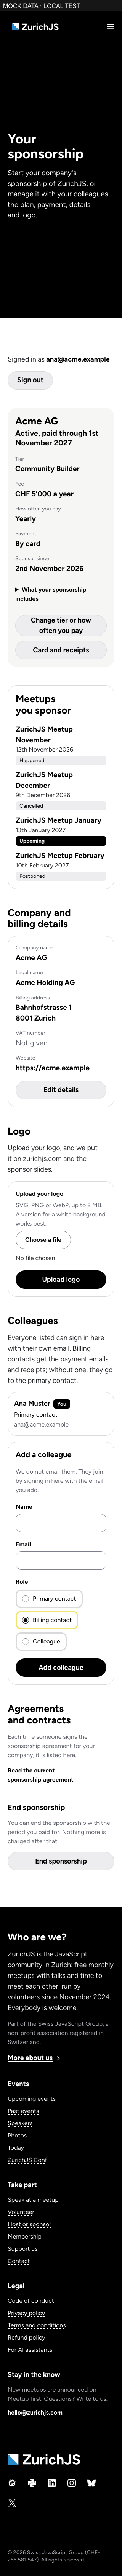 MOCK DATA · LOCAL TEST
ZurichJS
Your
sponsorship
Start your company's
sponsorship of ZurichJS, or
manage it with your colleagues:
the plan, payment, details
and logo.
Signed in as ana@acme.example
Sign out
Acme AG
Active, paid through 1st
November 2027
Tier
Community Builder
Fee
CHF 5'000 a year
How often you pay
Yearly
Payment
By card
Sponsor since
2nd November 2026
What your sponsorship
includes
Change tier or how
often you pay
Card and receipts
Meetups
you sponsor
ZurichJS Meetup
November
12th November 2026
Happened
ZurichJS Meetup
December
9th December 2026
Cancelled
ZurichJS Meetup January
13th January 2027
Upcoming
ZurichJS Meetup February
10th February 2027
Postponed
Company and
billing details
Company name
Acme AG
Legal name
Acme Holding AG
Billing address
Bahnhofstrasse 1
8001 Zurich
VAT number
Not given
Website
https://acme.example
Edit details
Logo
Upload your logo, and we put
it on zurichjs.com and the
sponsor slides.
Upload your logo
SVG, PNG or WebP, up to 2 MB.
A version for a white background
works best.
Choose a file
No file chosen
Upload logo
Colleagues
Everyone listed can sign in here
with their own email. Billing
contacts get the payment emails
and receipts; without one, they go
to the primary contact.
Ana Muster You
Primary contact
ana@acme.example
Add a colleague
We do not email them. They join
by signing in here with the email
you add.
Name
Email
Role
Primary contact
Billing contact
Colleague
Add colleague
Agreements
and contracts
Each time someone signs the
sponsorship agreement for your
company, it is listed here.
Read the current
sponsorship agreement
End sponsorship
You can end the sponsorship with the
period you paid for. Nothing more is
charged after that.
End sponsorship
Who are we?
ZurichJS is the JavaScript
community in Zurich: free monthly
meetups with talks and time to
meet each other, run by
volunteers since November 2024.
Everybody is welcome.
Part of the Swiss JavaScript Group, a
non-profit association registered in
Switzerland.
More about us
Events
Upcoming events
Past events
Speakers
Photos
Today
ZurichJS Conf
Take part
Speak at a meetup
Volunteer
Host or sponsor
Membership
Support us
Contact
Legal
Code of conduct
Privacy policy
Terms and conditions
Refund policy
For AI assistants
Stay in the know
New meetups are announced on
Meetup first. Questions? Write to us.
hello@zurichjs.com
ZurichJS
© 2026 Swiss JavaScript Group (CHE-
255.581.547). All rights reserved.